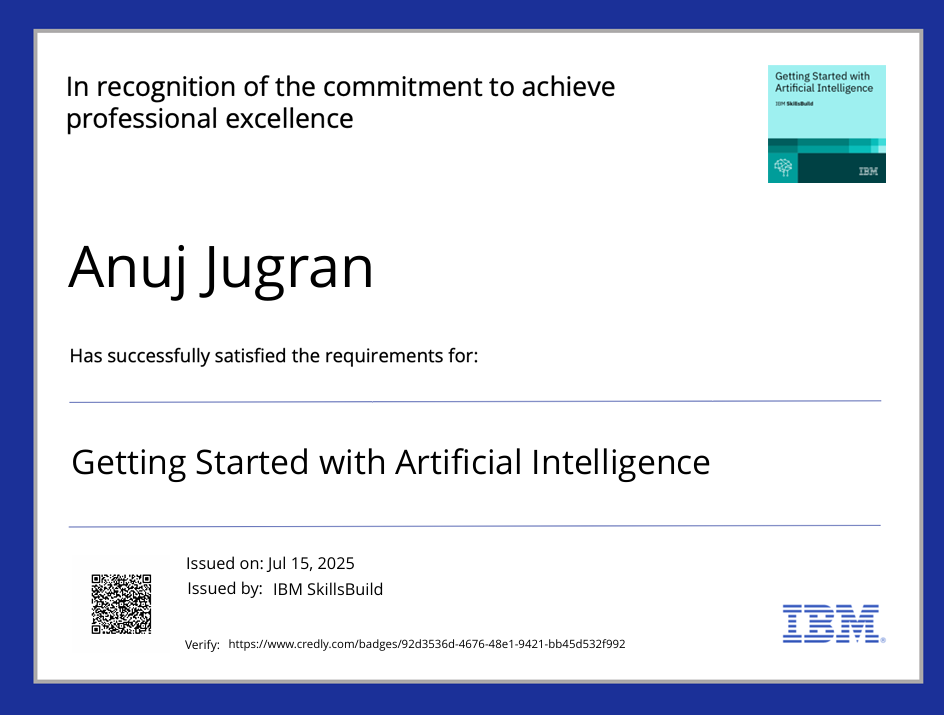 In recognition of the commitment to achieve
professional excellence
Getting Started with
Artificial Intelligence
IBM SkillsBuild
IBM
Anuj Jugran
Has successfully satisfied the requirements for:
Getting Started with Artificial Intelligence
Issued on: Jul 15, 2025
Issued by: IBM SkillsBuild
Verify: https://www.credly.com/badges/92d3536d-4676-48e1-9421-bb45d532f992
IBM®